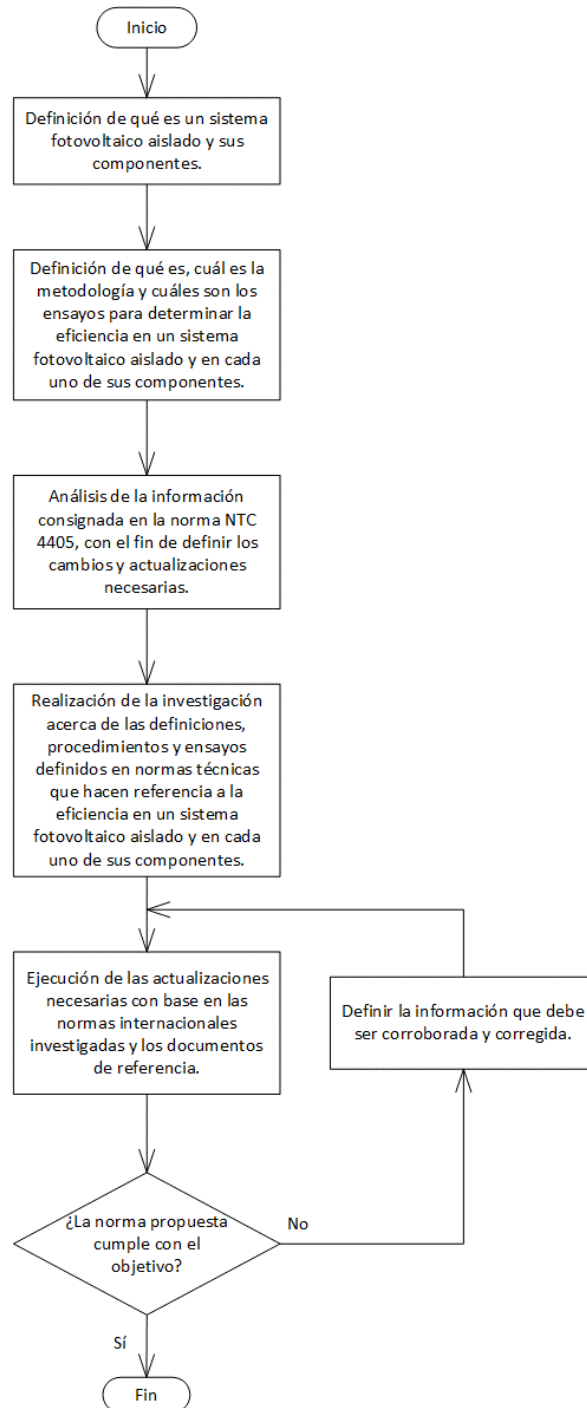 Inicio
Definición de qué es un sistema
fotovoltaico aislado y sus
componentes.
Definición de qué es, cuál es la
metodología y cuáles son los
ensayos para determinar la
eficiencia en un sistema
fotovoltaico aislado y en cada
uno de sus componentes.
Análisis de la información
consignada en la norma NTC
4405, con el fin de definir los
cambios y actualizaciones
necesarias.
Realización de la investigación
acerca de las definiciones,
procedimientos y ensayos
definidos en normas técnicas
que hacen referencia a la
eficiencia en un sistema
fotovoltaico aislado y en cada
uno de sus componentes.
Ejecución de las actualizaciones
necesarias con base en las
normas internacionales
investigadas y los documentos
de referencia.
Definir la información que debe
ser corroborada y corregida.
¿La norma propuesta
cumple con el
objetivo?
No
Sí
Fin